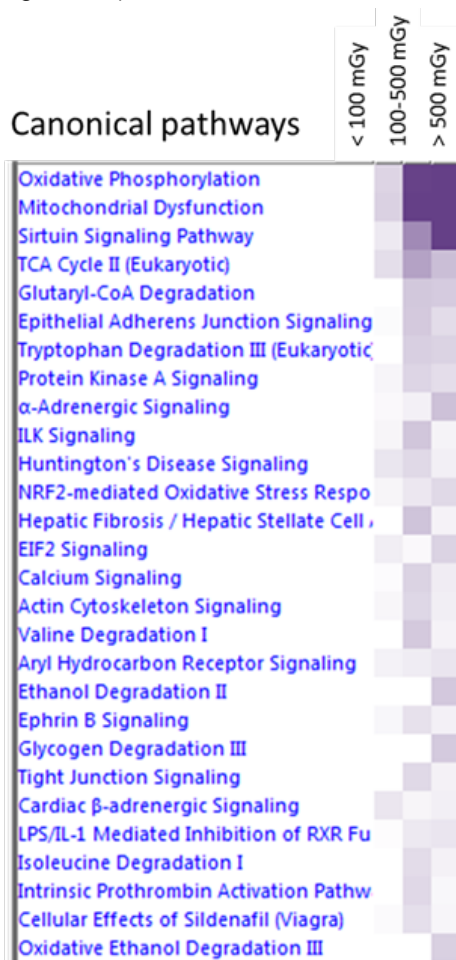 Canonical pathways
< 100 mGy
100-500 mGy
> 500 mGy
Oxidative Phosphorylation
Mitochondrial Dysfunction
Sirtuin Signaling Pathway
TCA Cycle II (Eukaryotic)
Glutaryl-CoA Degradation
Epithelial Adherens Junction Signaling
Tryptophan Degradation III (Eukaryotic
Protein Kinase A Signaling
α-Adrenergic Signaling
ILK Signaling
Huntington's Disease Signaling
NRF2-mediated Oxidative Stress Respo
Hepatic Fibrosis / Hepatic Stellate Cell
EIF2 Signaling
Calcium Signaling
Actin Cytoskeleton Signaling
Valine Degradation I
Aryl Hydrocarbon Receptor Signaling
Ethanol Degradation II
Ephrin B Signaling
Glycogen Degradation III
Tight Junction Signaling
Cardiac β-adrenergic Signaling
LPS/IL-1 Mediated Inhibition of RXR Fu
Isoleucine Degradation I
Intrinsic Prothrombin Activation Pathw
Cellular Effects of Sildenafil (Viagra)
Oxidative Ethanol Degradation III